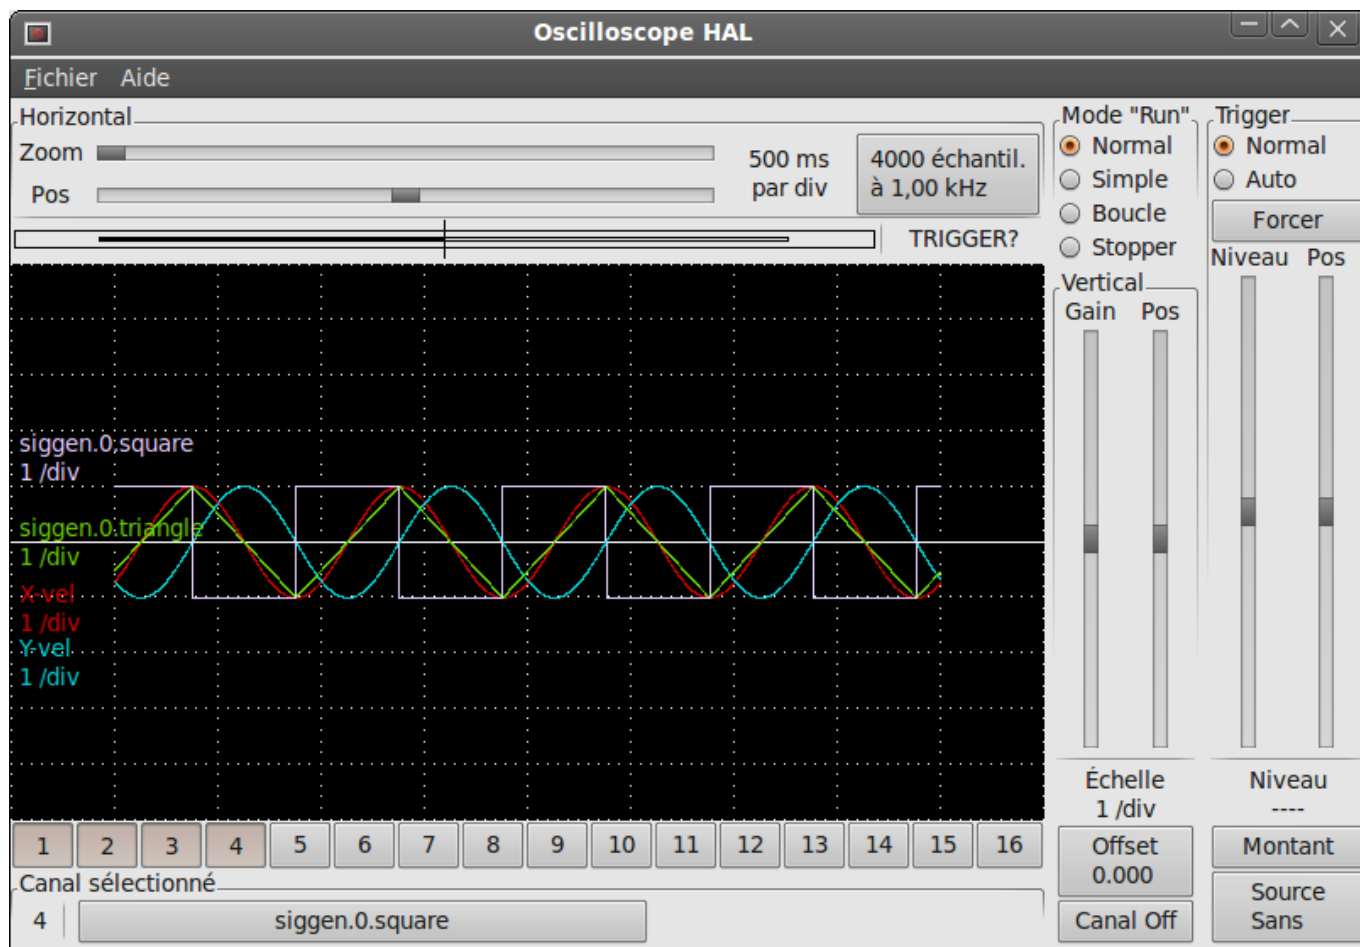 Oscilloscope HAL
Fichier Aide
Horizontal
Zoom
Pos
500 ms
par div
4000 échantil.
à 1,00 kHz
TRIGGER?
Mode "Run"
Normal
Simple
Boucle
Stopper
Trigger
Normal
Auto
Forcer
Niveau Pos
Vertical
Gain Pos
siggen.0.square
1 /div
siggen.0.triangle
1 /div
X-vel
1 /div
Y-vel
1 /div
Échelle
1 /div
Offset
0.000
Canal Off
Niveau
----
Montant
Source
Sans
1 2 3 4 5 6 7 8 9 10 11 12 13 14 15 16
Canal sélectionné
4 siggen.0.square